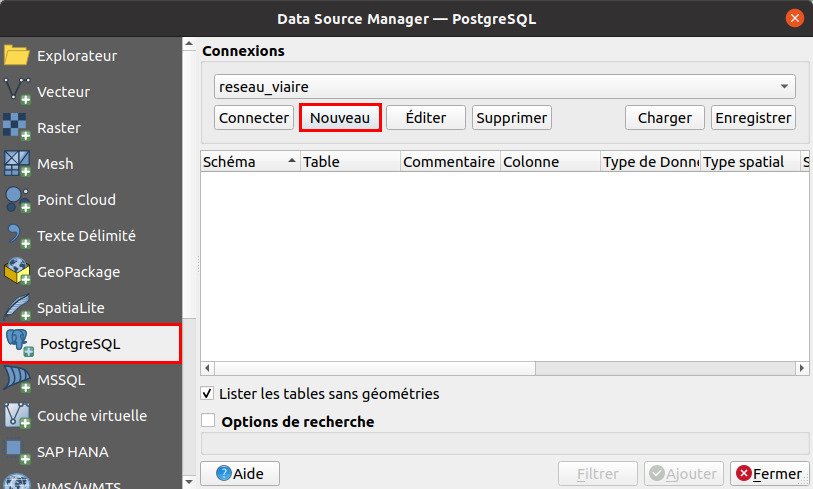 Data Source Manager — PostgreSQL
Explorateur
Vecteur
Raster
Mesh
Point Cloud
Texte Délimité
GeoPackage
SpatiaLite
PostgreSQL
MSSQL
Couche virtuelle
SAP HANA
WMS/WMTS
Connexions
reseau_viaire
Connecter Nouveau Éditer Supprimer Charger Enregistrer
Schéma Table Commentaire Colonne Type de Donn Type spatial S
Lister les tables sans géométries
Options de recherche
Aide Filtrer Ajouter Fermer